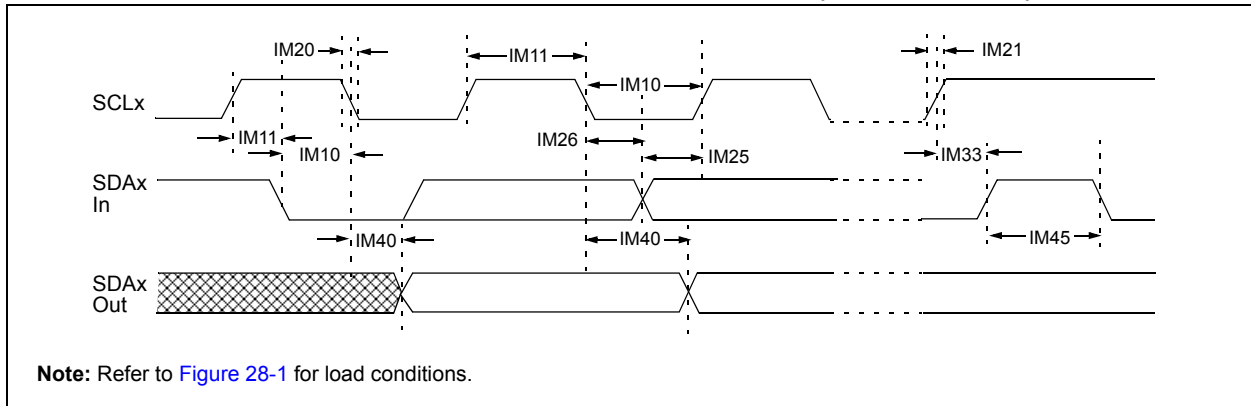 IM20
IM11
IM21
IM10
SCLx
IM11
IM10
IM26
IM25
IM33
SDAx
In
IM40
IM40
IM45
SDAx
Out
Note: Refer to Figure 28-1 for load conditions.